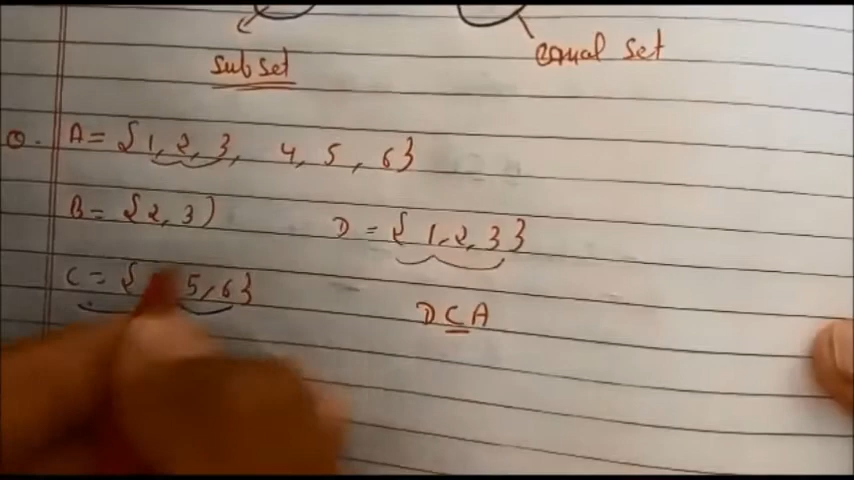 subset
equal set
Q. A = {1, 2, 3, 4, 5, 6}
B = {2, 3}
D = {1, 2, 3}
C = { 5, 6}
D ⊆ A